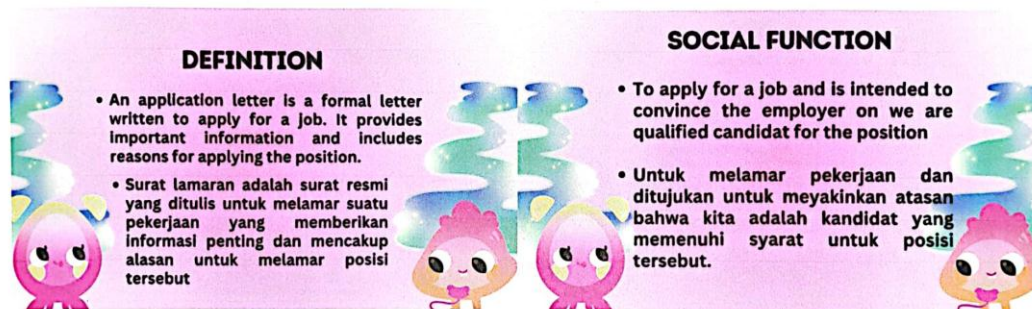 DEFINITION
• An application letter is a formal letter
written to apply for a job. It provides
important information and includes
reasons for applying the position.
• Surat lamaran adalah surat resmi
yang ditulis untuk melamar suatu
pekerjaan yang memberikan
informasi penting dan mencakup
alasan untuk melamar posisi
tersebut
SOCIAL FUNCTION
• To apply for a job and is intended to
convince the employer on we are
qualified candidat for the position
• Untuk melamar pekerjaan dan
ditujukan untuk meyakinkan atasan
bahwa kita adalah kandidat yang
memenuhi syarat untuk posisi
tersebut.